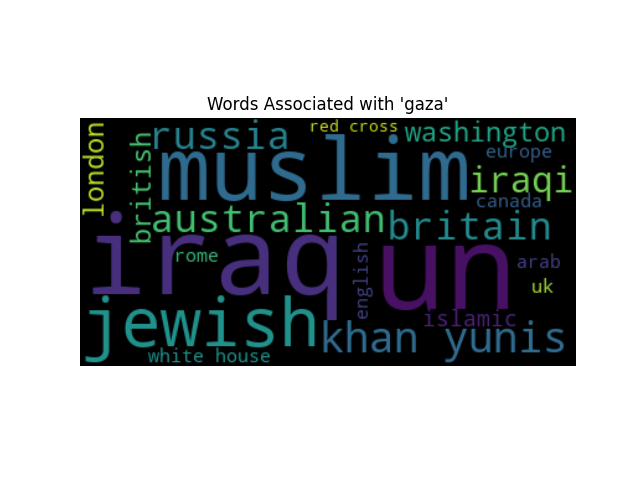 Words Associated with 'gaza'
london
british
russia
red cross
washington
europe
muslim
iraqi
canada
australian
britain
iraq
rome
english
un
arab
uk
jewish
khan yunis
islamic
white house